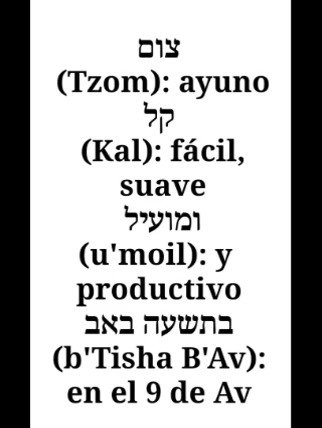 צום
(Tzom): ayuno
קל
(Kal): fácil,
suave
ומועיל
(u'moil): y
productivo
בתשעה באב
(b'Tisha B'Av):
en el 9 de Av